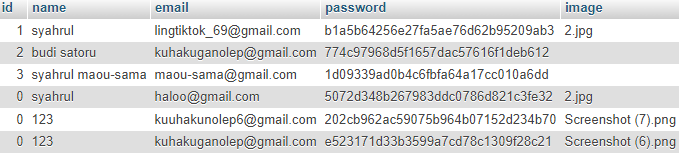 id name email password image
1 syahrul lingtiktok_69@gmail.com b1a5b64256e27fa5ae76d62b95209ab3 2.jpg
2 budi satoru kuhakuganolep@gmail.com 774c97968d5f1657dac57616f1deb612
3 syahrul maou-sama maou-sama@gmail.com 1d09339ad0b4c6fbfa64a17cc010a6dd
0 syahrul haloo@gmail.com 5072d348b267983ddc0786d821c3fe32 2.jpg
0 123 kuuhakunolep6@gmail.com 202cb962ac59075b964b07152d234b70 Screenshot (7).png
0 123 kuhakuganolep@gmail.com e523171d33b3599a7cd78c1309f28c21 Screenshot (6).png